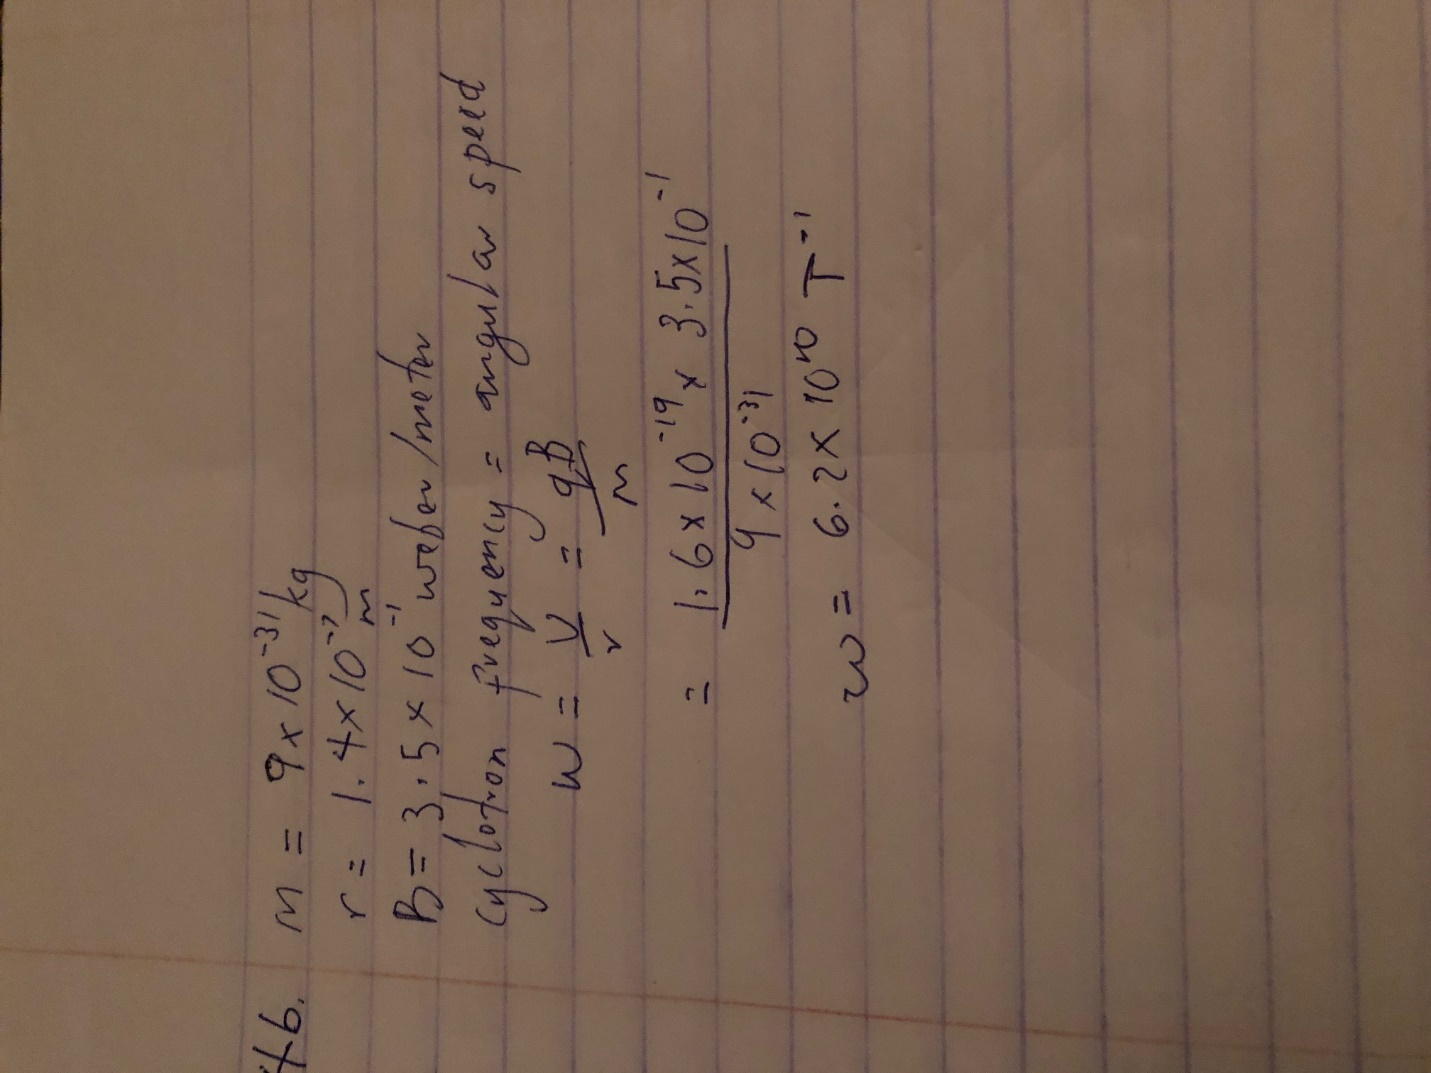 46. m = 9 x 10⁻³¹ kg
r = 1.4 x 10⁻⁷ m
B = 3.5 x 10⁻¹ weber/meter
Cyclotron frequency = angular speed
w = v/r = qB/m
= 1.6 x 10⁻¹⁹ x 3.5 x 10⁻¹ / 9 x 10⁻³¹
w = 6.2 x 10¹⁰ T⁻¹